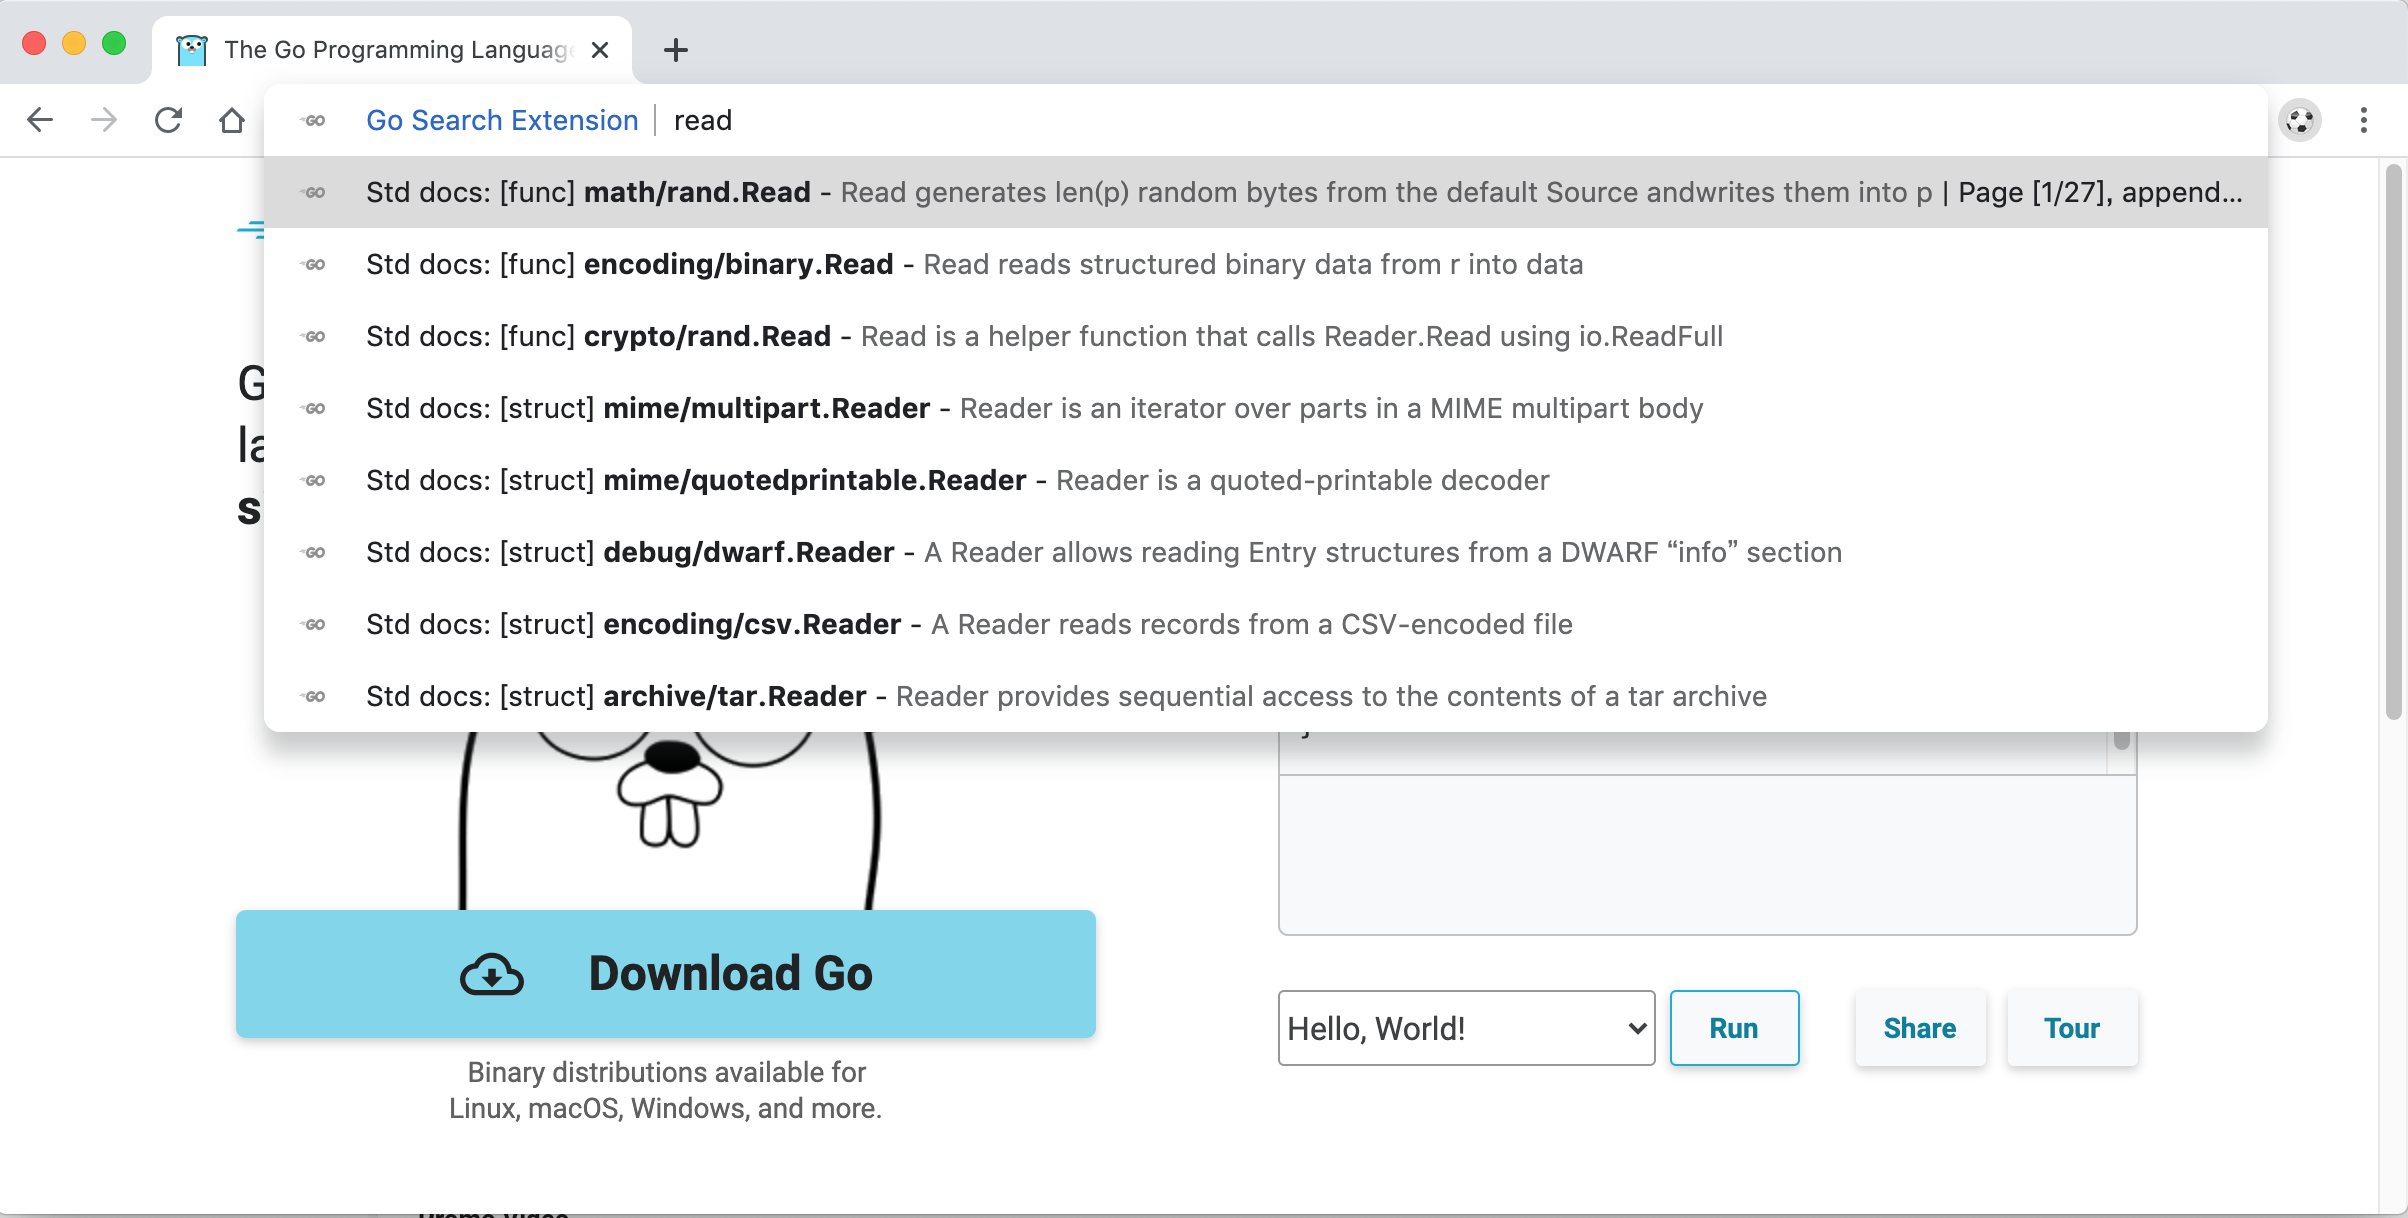 The Go Programming Language
Go Search Extension | read
Std docs: [func] math/rand.Read - Read generates len(p) random bytes from the default Source andwrites them into p | Page [1/27], append...
Std docs: [func] encoding/binary.Read - Read reads structured binary data from r into data
Std docs: [func] crypto/rand.Read - Read is a helper function that calls Reader.Read using io.ReadFull
Std docs: [struct] mime/multipart.Reader - Reader is an iterator over parts in a MIME multipart body
Std docs: [struct] mime/quotedprintable.Reader - Reader is a quoted-printable decoder
Std docs: [struct] debug/dwarf.Reader - A Reader allows reading Entry structures from a DWARF “info” section
Std docs: [struct] encoding/csv.Reader - A Reader reads records from a CSV-encoded file
Std docs: [struct] archive/tar.Reader - Reader provides sequential access to the contents of a tar archive
Download Go
Binary distributions available for
Linux, macOS, Windows, and more.
Hello, World!
Run
Share
Tour